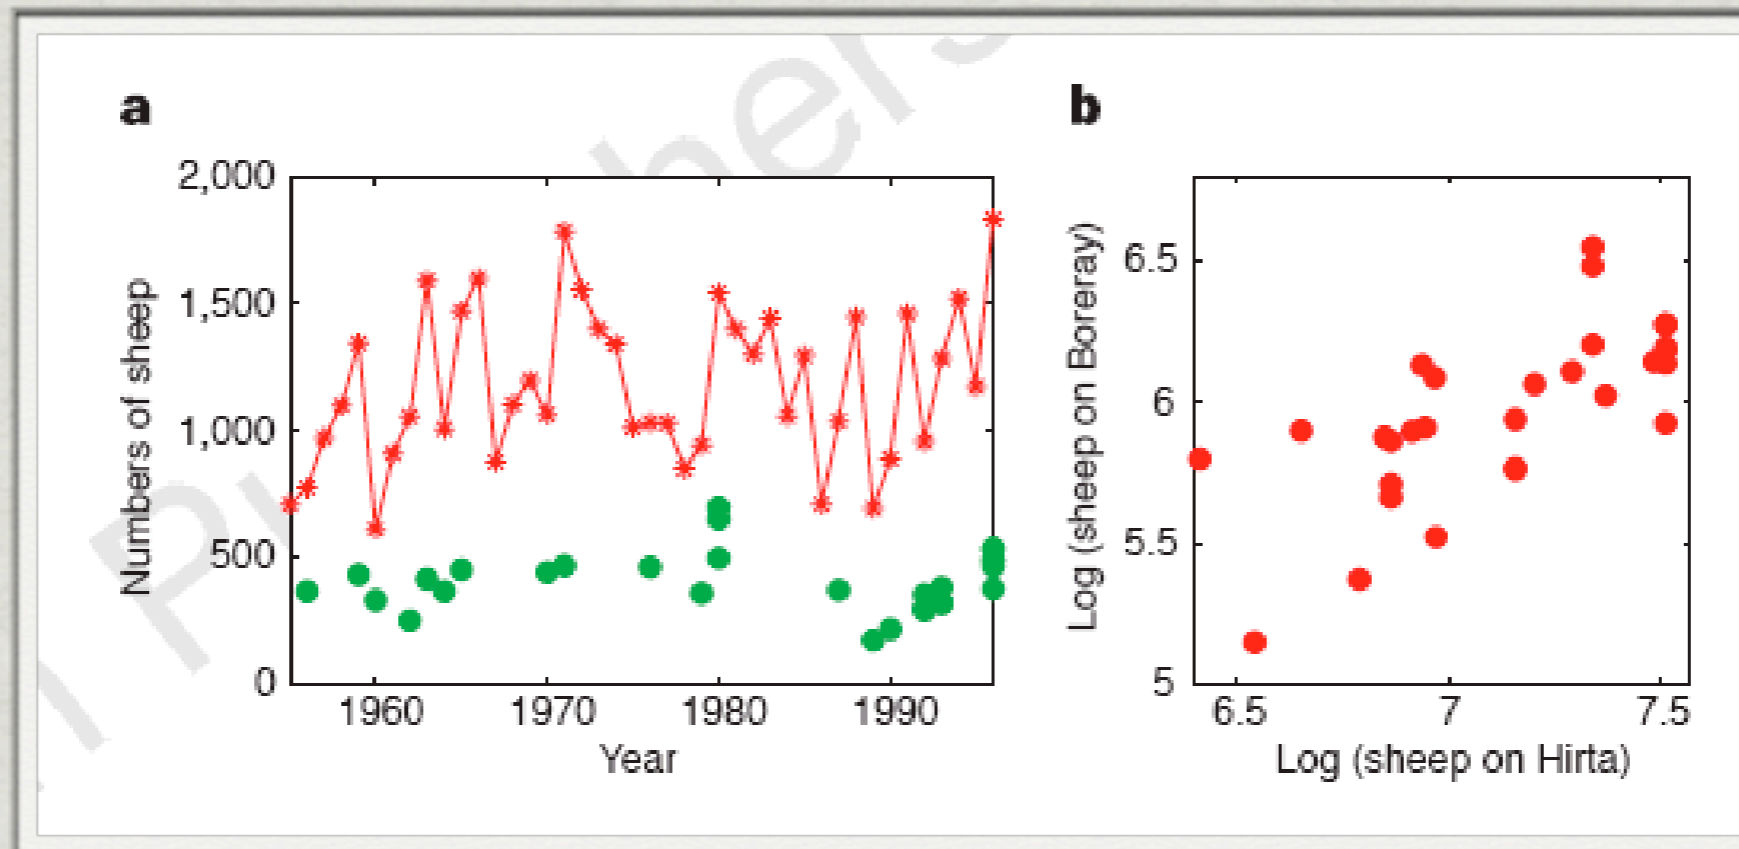 a
b
2,000
1,500
1,000
500
0
Numbers of sheep
1960 1970 1980 1990
Year
6.5
6
5.5
5
Log (sheep on Boreray)
6.5 7 7.5
Log (sheep on Hirta)